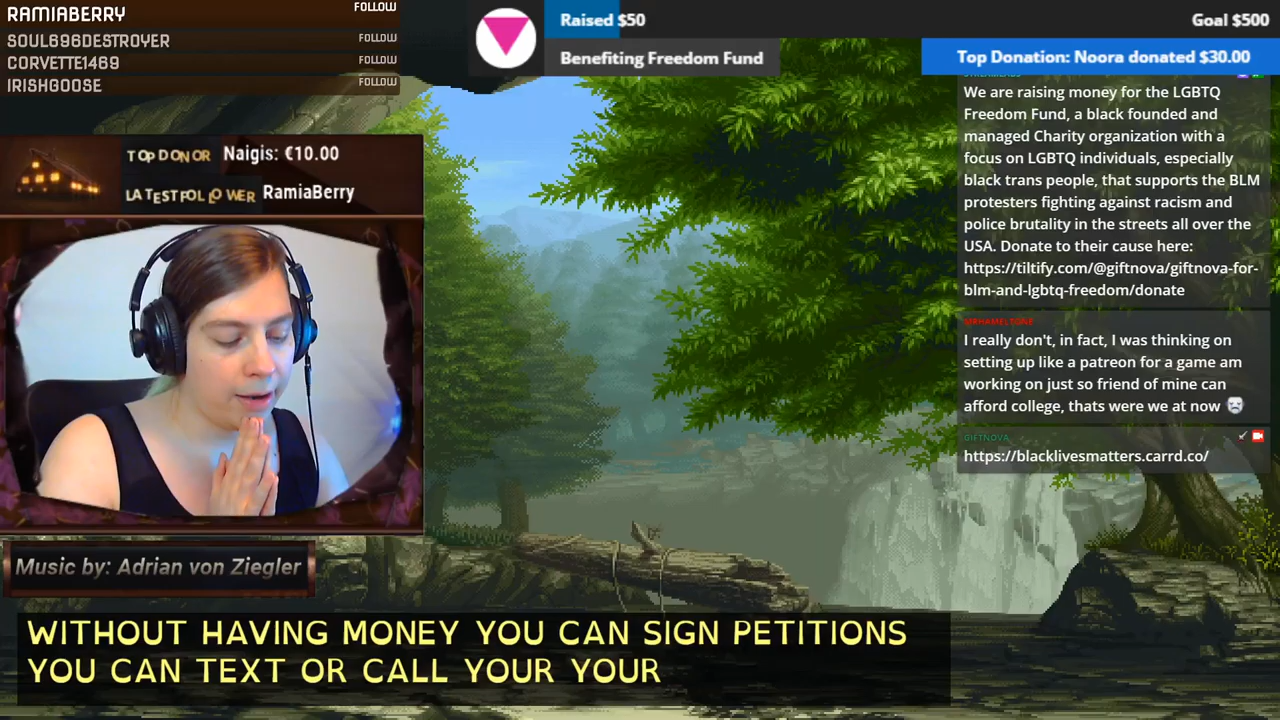 RAMIABERRY FOLLOW
SOUL696DESTROYER FOLLOW
CORVETTE1469 FOLLOW
IRISHGOOSE FOLLOW
Raised $50 Goal $500
Benefiting Freedom Fund
Top Donation: Noora donated $30.00
TOP DONOR Naigis: €10.00
LATEST FOLLOWER RamiaBerry
We are raising money for the LGBTQ
Freedom Fund, a black founded and
managed Charity organization with a
focus on LGBTQ individuals, especially
black trans people, that supports the BLM
protesters fighting against racism and
police brutality in the streets all over the
USA. Donate to their cause here:
https://tiltify.com/@giftnova/giftnova-for-
blm-and-lgbtq-freedom/donate
MRHAMELTONE
I really don't, in fact, I was thinking on
setting up like a patreon for a game am
working on just so friend of mine can
afford college, thats were we at now
GIFTNOVA
https://blacklivesmatters.carrd.co/
Music by: Adrian von Ziegler
WITHOUT HAVING MONEY YOU CAN SIGN PETITIONS
YOU CAN TEXT OR CALL YOUR YOUR